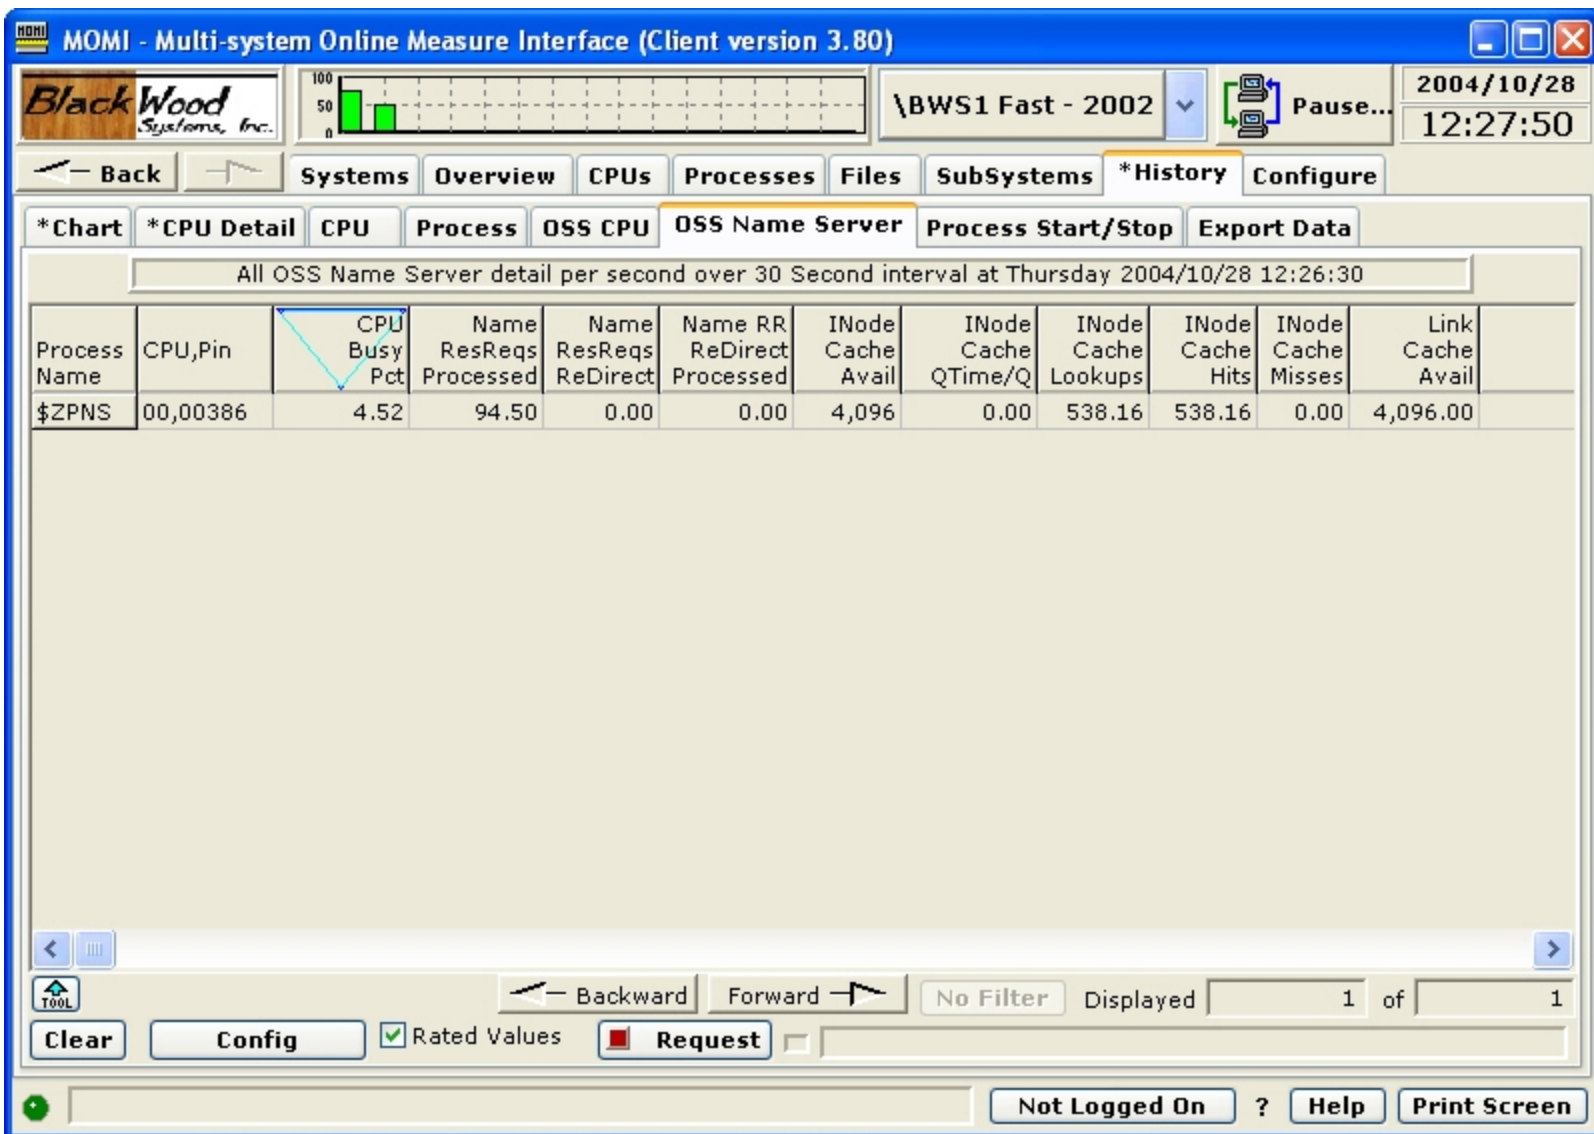 MOMI - Multi-system Online Measure Interface (Client version 3.80)
BlackWood Systems, Inc.
100
50
0
\BWS1 Fast - 2002
Pause...
2004/10/28
12:27:50
Back
Systems Overview CPUs Processes Files SubSystems *History Configure
*Chart *CPU Detail CPU Process OSS CPU OSS Name Server Process Start/Stop Export Data
All OSS Name Server detail per second over 30 Second interval at Thursday 2004/10/28 12:26:30
CPU Name Name Name RR INode INode INode INode INode Link
Process CPU,Pin Busy ResReqs ResReqs ReDirect Cache Cache Cache Cache Cache Cache
Name Pct Processed ReDirect Processed Avail QTime/Q Lookups Hits Misses Avail
$ZPNS 00,00386 4.52 94.50 0.00 0.00 4,096 0.00 538.16 538.16 0.00 4,096.00
TOOL
Backward Forward No Filter Displayed 1 of 1
Clear Config Rated Values Request
Not Logged On ? Help Print Screen